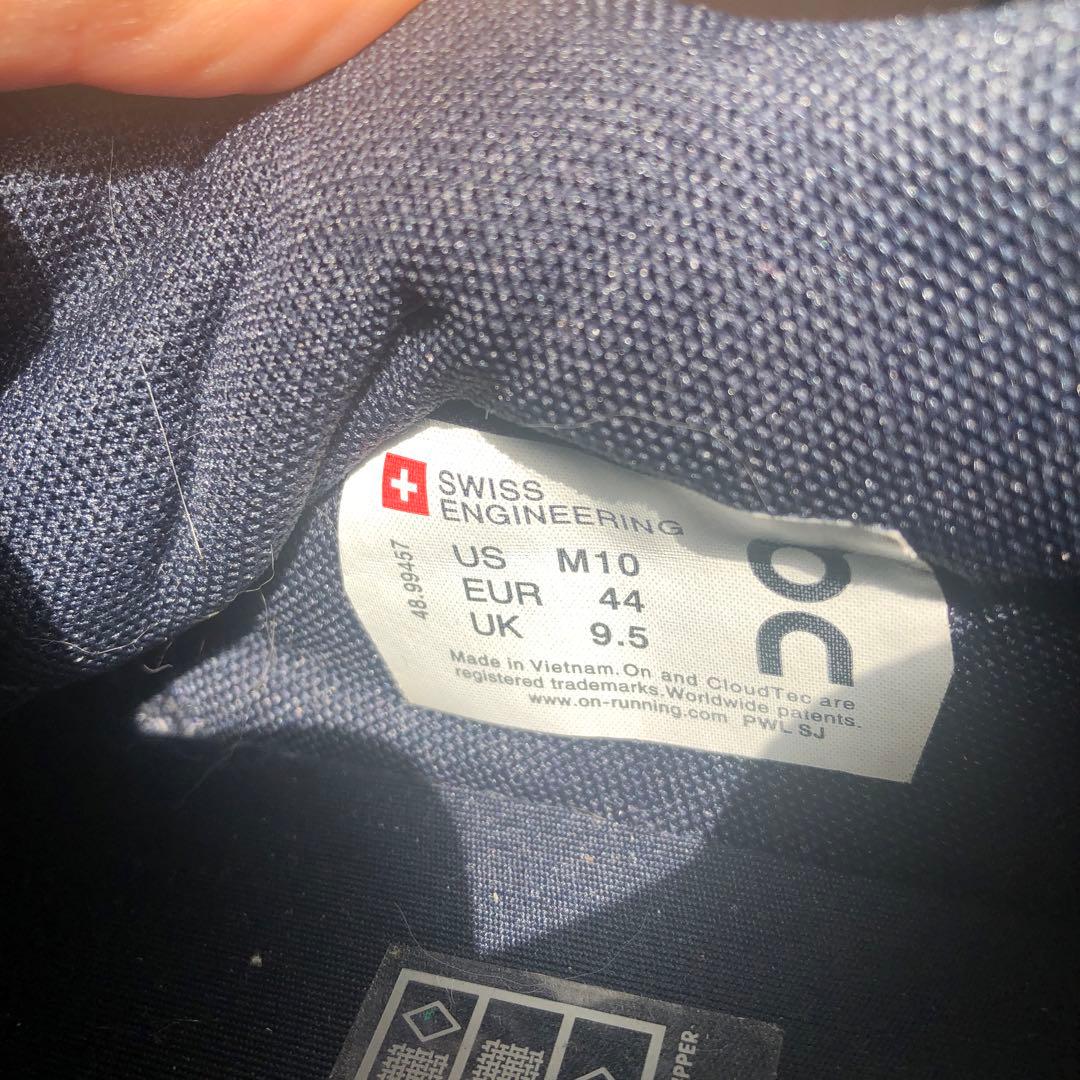 SWISS
ENGINEERING
US M10
EUR 44
UK 9.5
48.99457
Made in Vietnam. On and CloudTec are
registered trademarks. Worldwide patents.
www.on-running.com PWL SJ
On